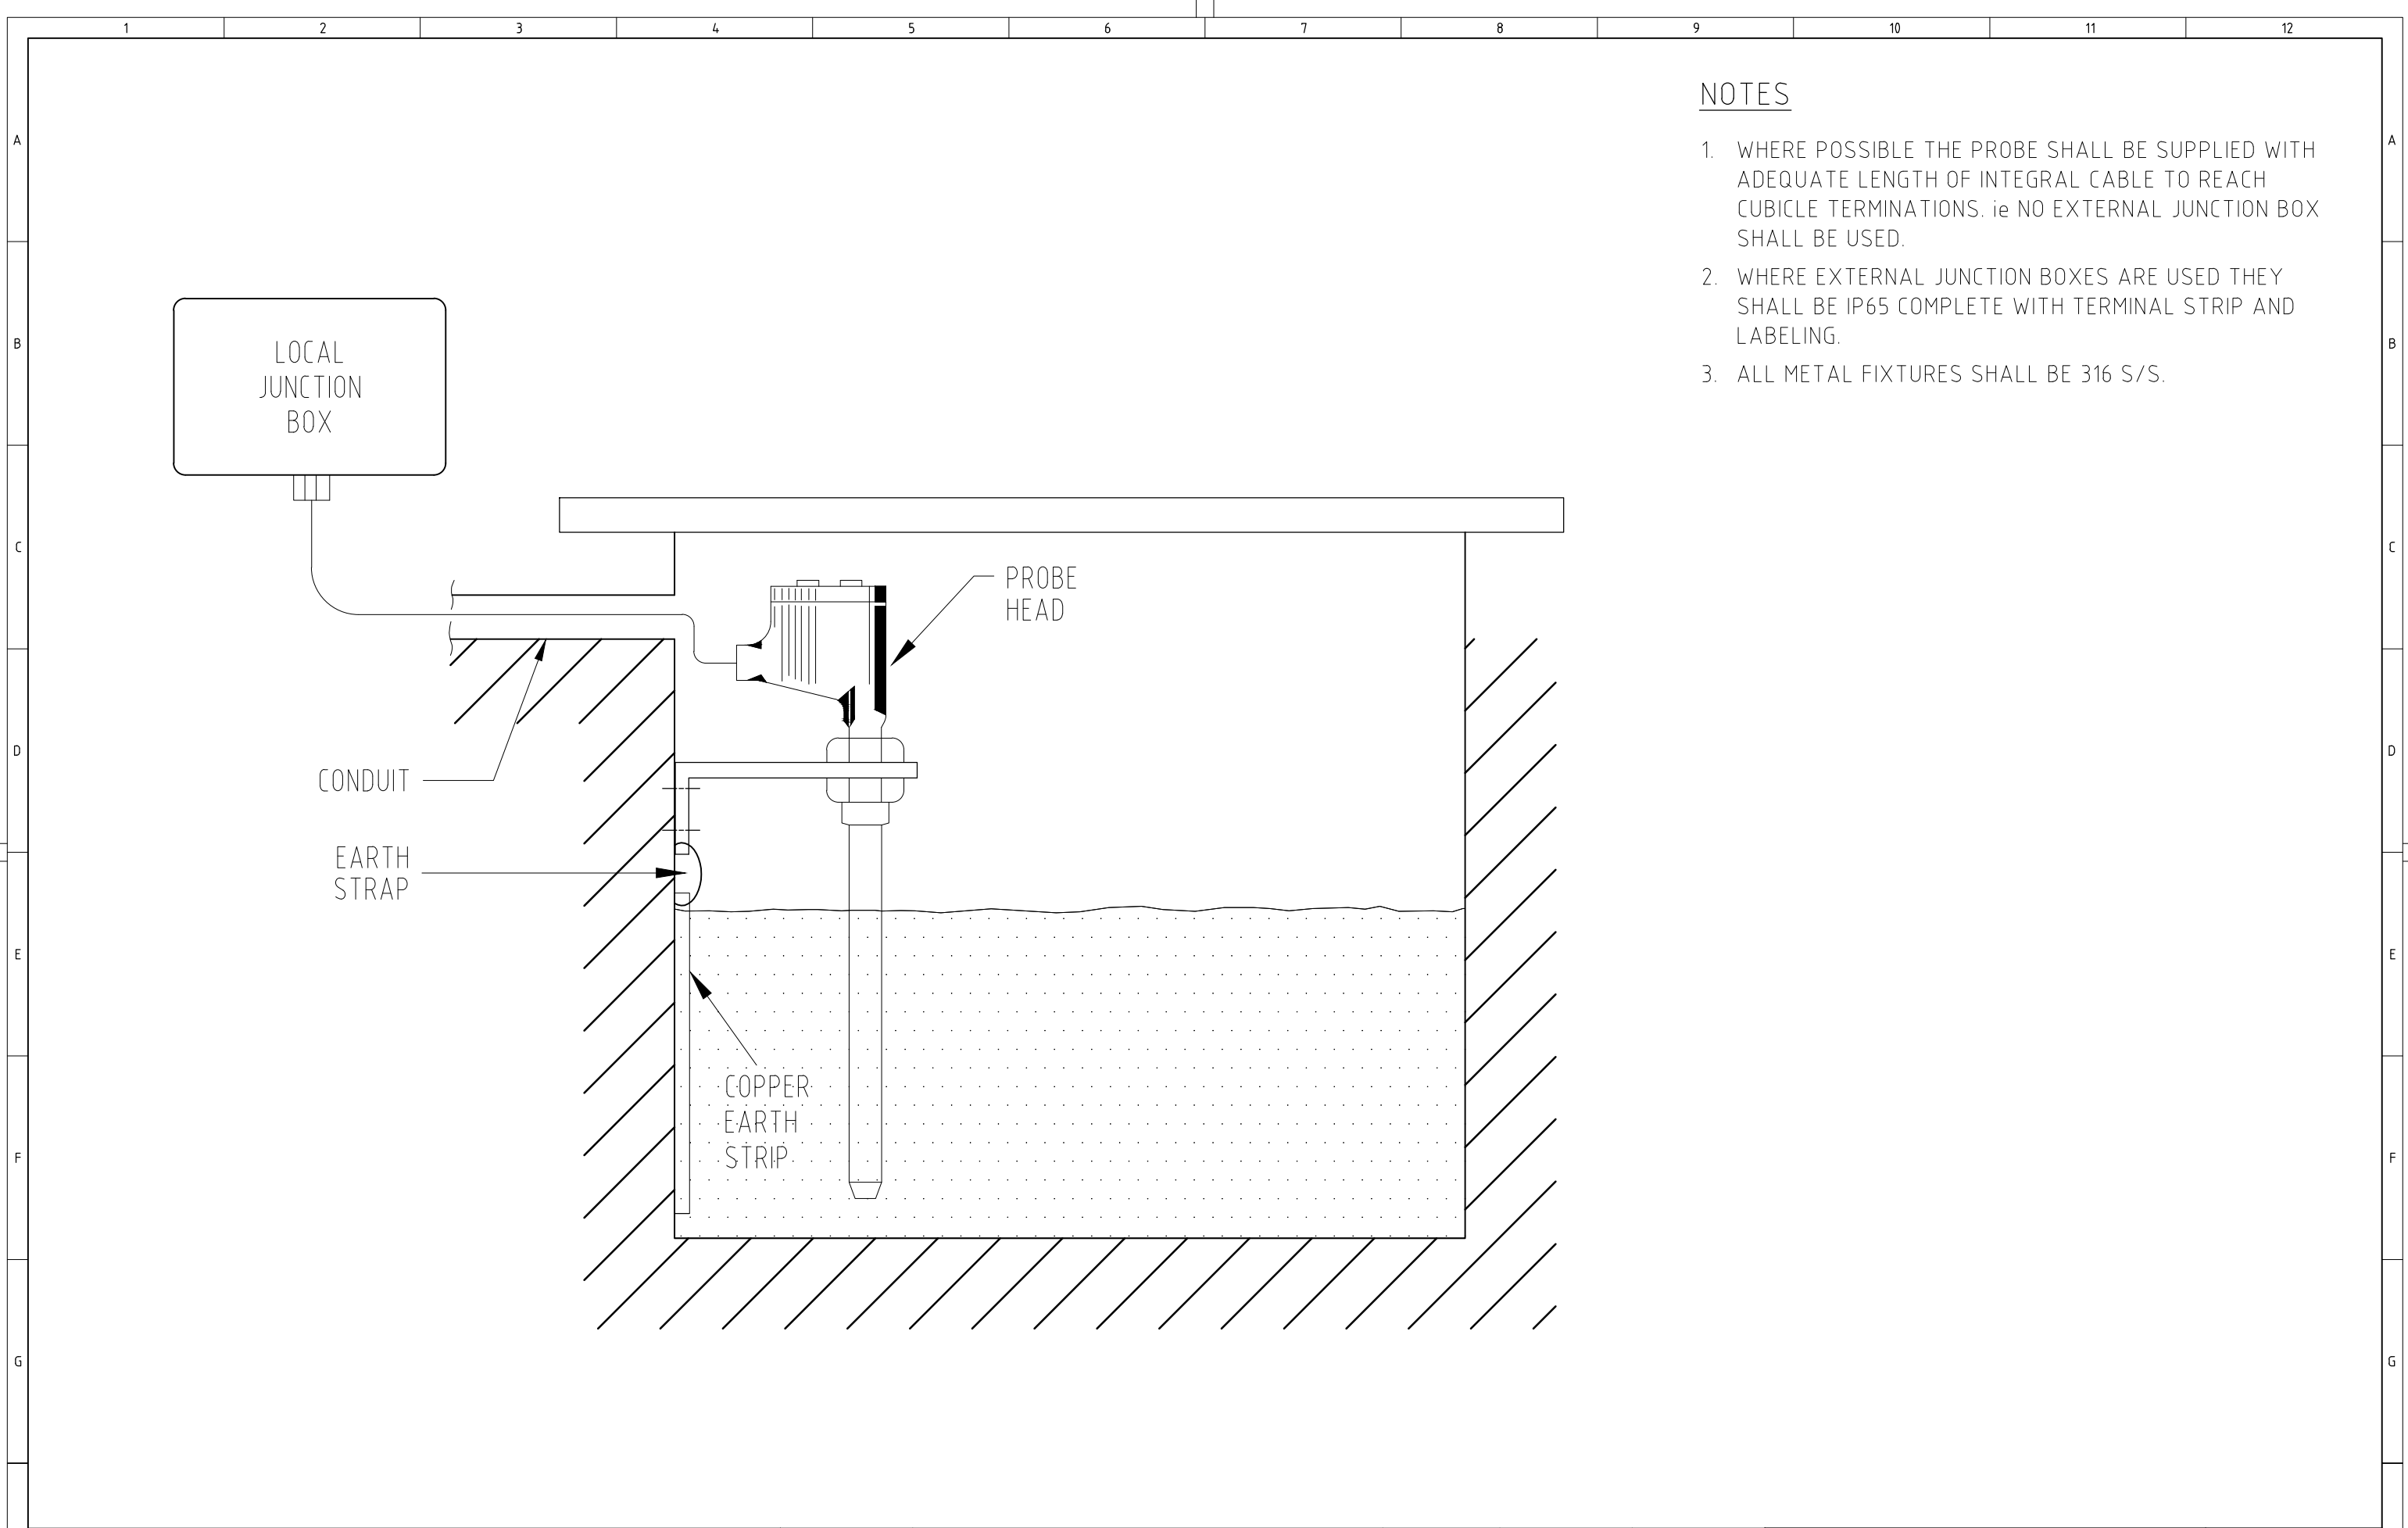 1 2 3 4 5 6 7 8 9 10 11 12
NOTES
A A
1. WHERE POSSIBLE THE PROBE SHALL BE SUPPLIED WITH
ADEQUATE LENGTH OF INTEGRAL CABLE TO REACH
CUBICLE TERMINATIONS. ie NO EXTERNAL JUNCTION BOX
SHALL BE USED.
2. WHERE EXTERNAL JUNCTION BOXES ARE USED THEY
SHALL BE IP65 COMPLETE WITH TERMINAL STRIP AND
LABELING.
3. ALL METAL FIXTURES SHALL BE 316 S/S.
B B
LOCAL
JUNCTION
BOX
C C
PROBE
HEAD
D D
CONDUIT
EARTH
STRAP
E E
COPPER
EARTH
STRIP
F F
G G